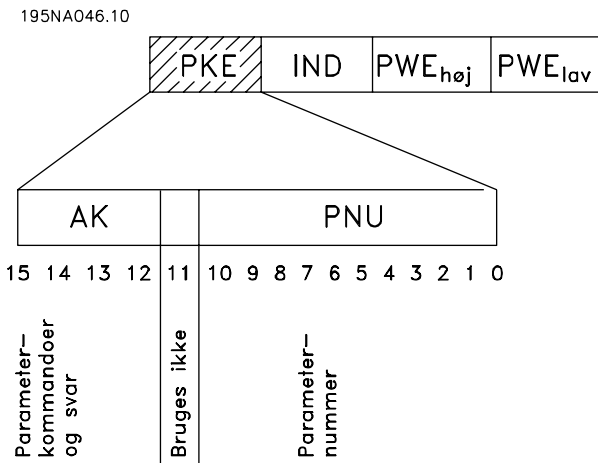 195NA046.10
PKE IND PWEhøj PWElav
AK PNU
15 14 13 12 11 10 9 8 7 6 5 4 3 2 1 0
Parameter–
kommandoer
og svar
Bruges ikke
Parameter–
nummer